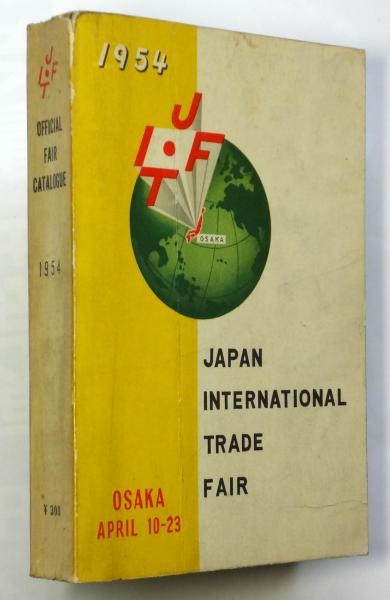 J
I F
T
OFFICIAL
FAIR
CATALOGUE
1954
¥ 300
1954
J
I F
T
OSAKA
JAPAN
INTERNATIONAL
TRADE
FAIR
OSAKA
APRIL 10-23